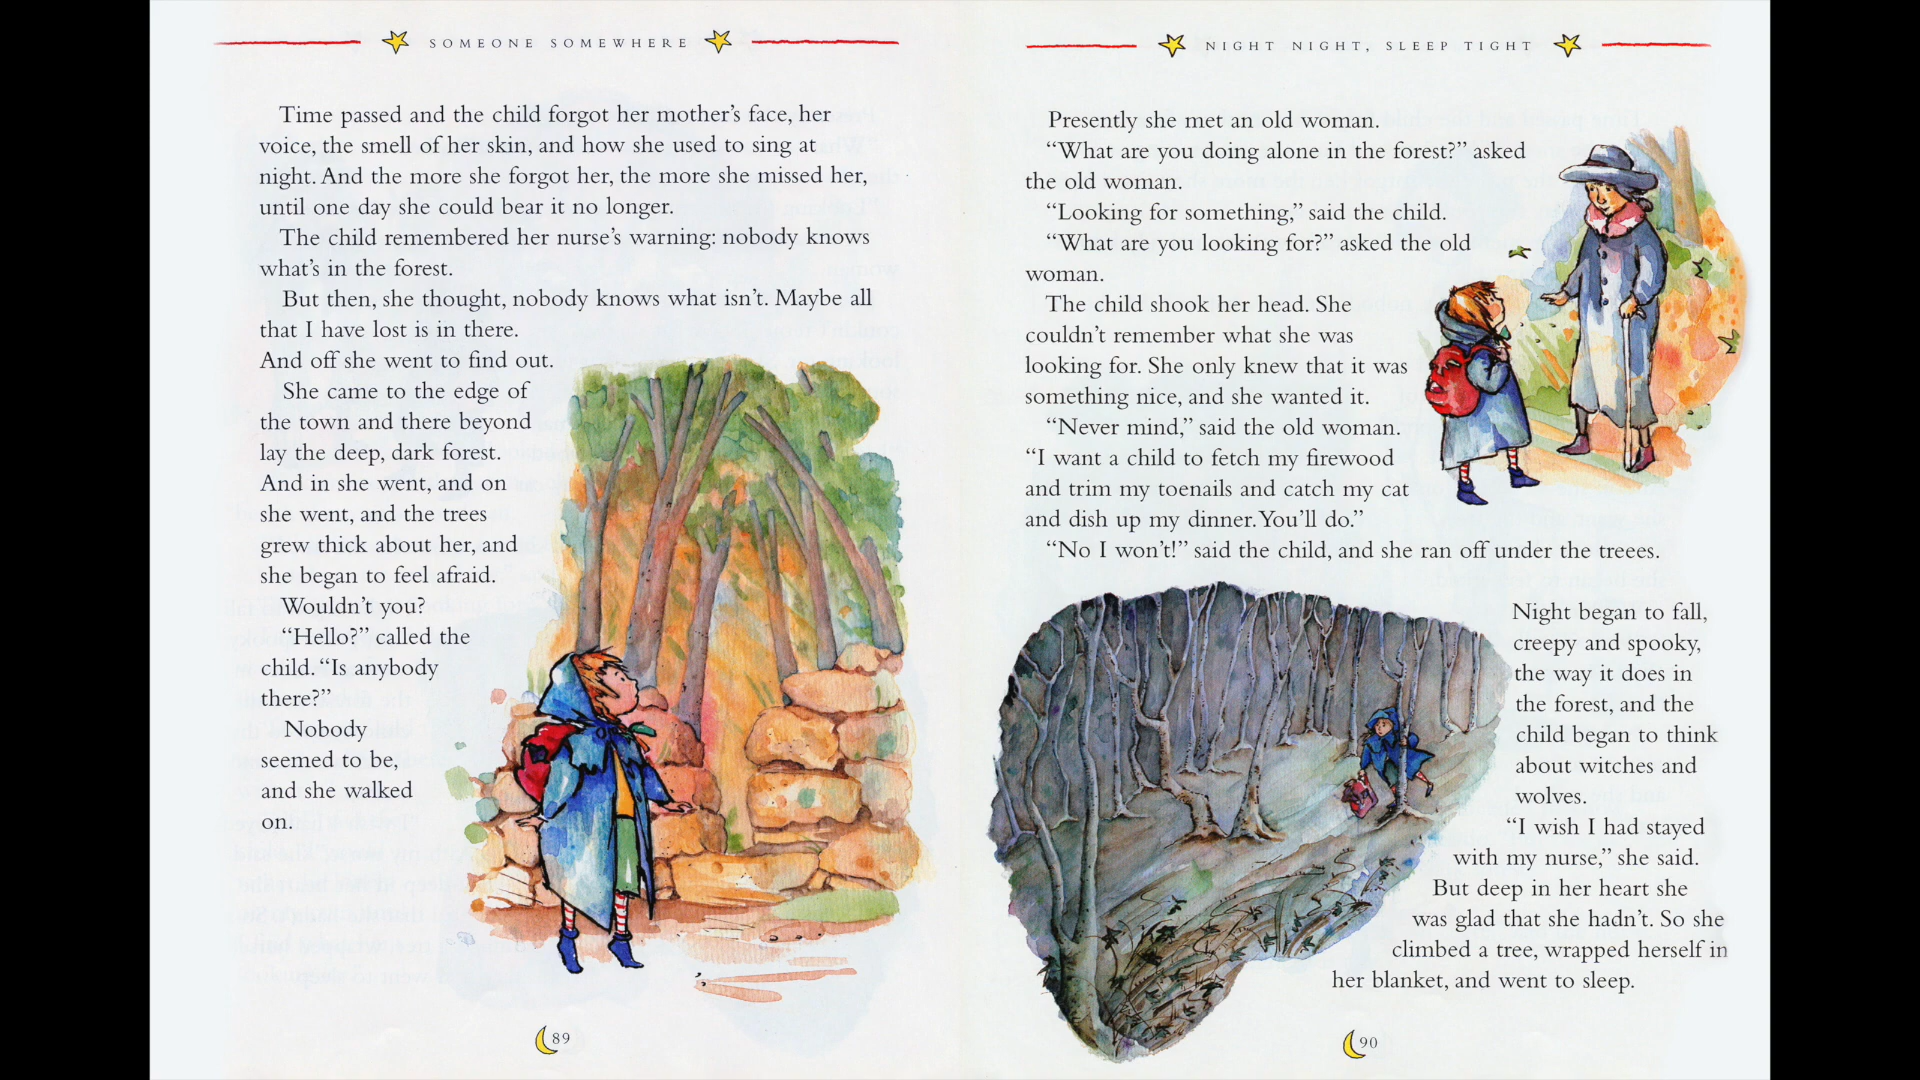 SOMEONE SOMEWHERE
Time passed and the child forgot her mother's face, her
voice, the smell of her skin, and how she used to sing at
night. And the more she forgot her, the more she missed her,
until one day she could bear it no longer.
The child remembered her nurse's warning: nobody knows
what's in the forest.
But then, she thought, nobody knows what isn't. Maybe all
that I have lost is in there.
And off she went to find out.
She came to the edge of
the town and there beyond
lay the deep, dark forest.
And in she went, and on
she went, and the trees
grew thick about her, and
she began to feel afraid.
Wouldn't you?
“Hello?” called the
child. “Is anybody
there?”
Nobody
seemed to be,
and she walked
on.
89
NIGHT NIGHT, SLEEP TIGHT
Presently she met an old woman.
“What are you doing alone in the forest?” asked
the old woman.
“Looking for something,” said the child.
“What are you looking for?” asked the old
woman.
The child shook her head. She
couldn't remember what she was
looking for. She only knew that it was
something nice, and she wanted it.
“Never mind,” said the old woman.
“I want a child to fetch my firewood
and trim my toenails and catch my cat
and dish up my dinner. You'll do.”
“No I won't!” said the child, and she ran off under the treees.
Night began to fall,
creepy and spooky,
the way it does in
the forest, and the
child began to think
about witches and
wolves.
“I wish I had stayed
with my nurse,” she said.
But deep in her heart she
was glad that she hadn't. So she
climbed a tree, wrapped herself in
her blanket, and went to sleep.
90